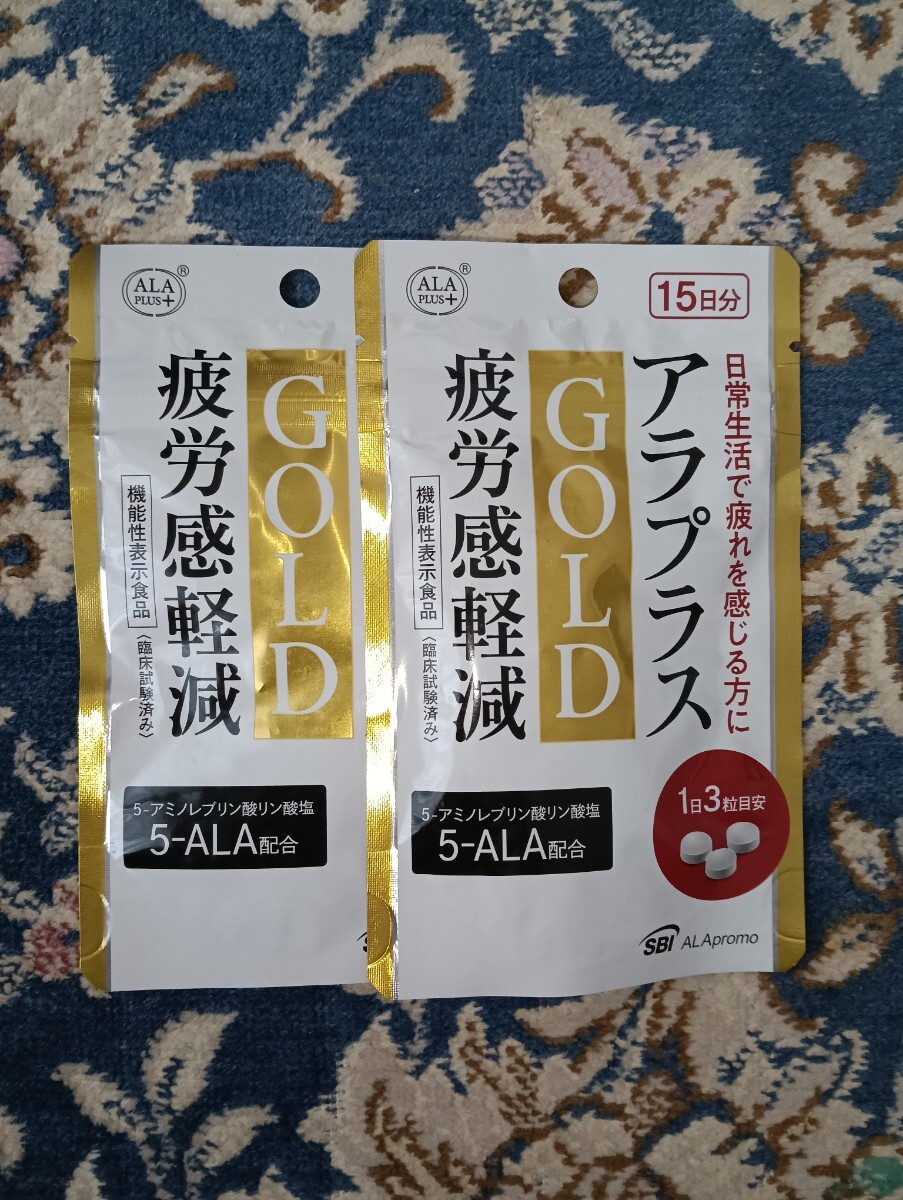 ALA
PLUS+
®
GOLD
疲労感軽減
機能性表示食品
〈臨床試験済み〉
5-アミノレブリン酸リン酸塩
5-ALA配合
ALA
PLUS+
®
15日分
日常生活で疲れを感じる方に
アラプラス
GOLD
疲労感軽減
機能性表示食品
〈臨床試験済み〉
5-アミノレブリン酸リン酸塩
5-ALA配合
1日3粒目安
SBI ALApromo